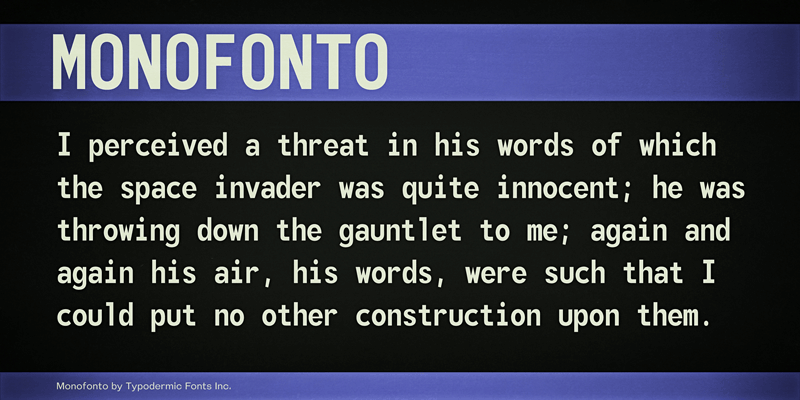 MONOFONTO
I perceived a threat in his words of which
the space invader was quite innocent; he was
throwing down the gauntlet to me; again and
again his air, his words, were such that I
could put no other construction upon them.
Monofonto by Typodermic Fonts Inc.